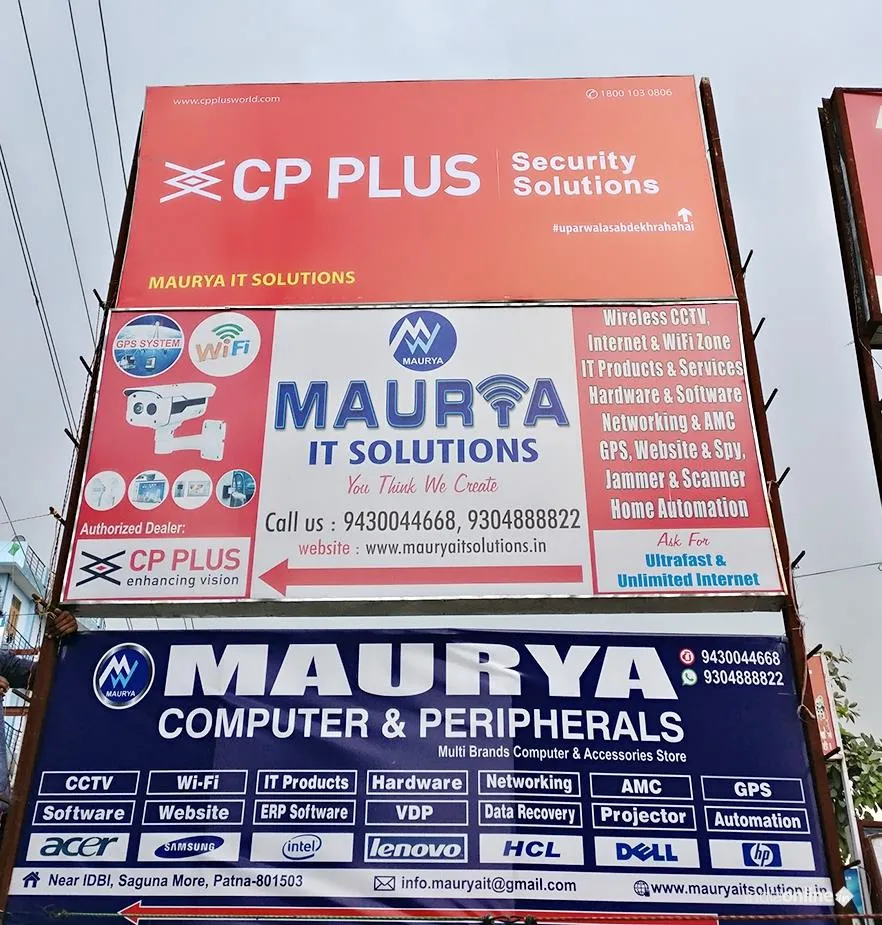 www.cpplusworld.com
1800 103 0806
CP PLUS
Security
Solutions
#uparwalasabdekhrahahai
MAURYA IT SOLUTIONS
GPS SYSTEM
WiFi
MAURYA
MAURYA
IT SOLUTIONS
You Think We Create
Call us : 9430044668, 9304888822
website : www.mauryaitsolutions.in
Authorized Dealer:
CP PLUS
enhancing vision
Wireless CCTV,
Internet & WiFi Zone
IT Products & Services
Hardware & Software
Networking & AMC
GPS, Website & Spy,
Jammer & Scanner
Home Automation
Ask For
Ultrafast &
Unlimited Internet
MAURYA
MAURYA
9430044668
9304888822
COMPUTER & PERIPHERALS
Multi Brands Computer & Accessories Store
CCTV Wi-Fi IT Products Hardware Networking AMC GPS
Software Website ERP Software VDP Data Recovery Projector Automation
acer SAMSUNG intel lenovo HCL DELL hp
Near IDBI, Saguna More, Patna-801503 info.mauryait@gmail.com www.mauryaitsolutions.in